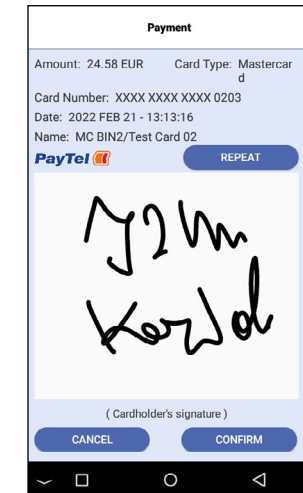 Payment
Amount: 24.58 EUR
Card Type: Mastercar
d
Card Number: XXXX XXXX XXXX 0203
Date: 2022 FEB 21 - 13:13:16
Name: MC BIN2/Test Card 02
PayTel
REPEAT
( Cardholder's signature )
CANCEL
CONFIRM